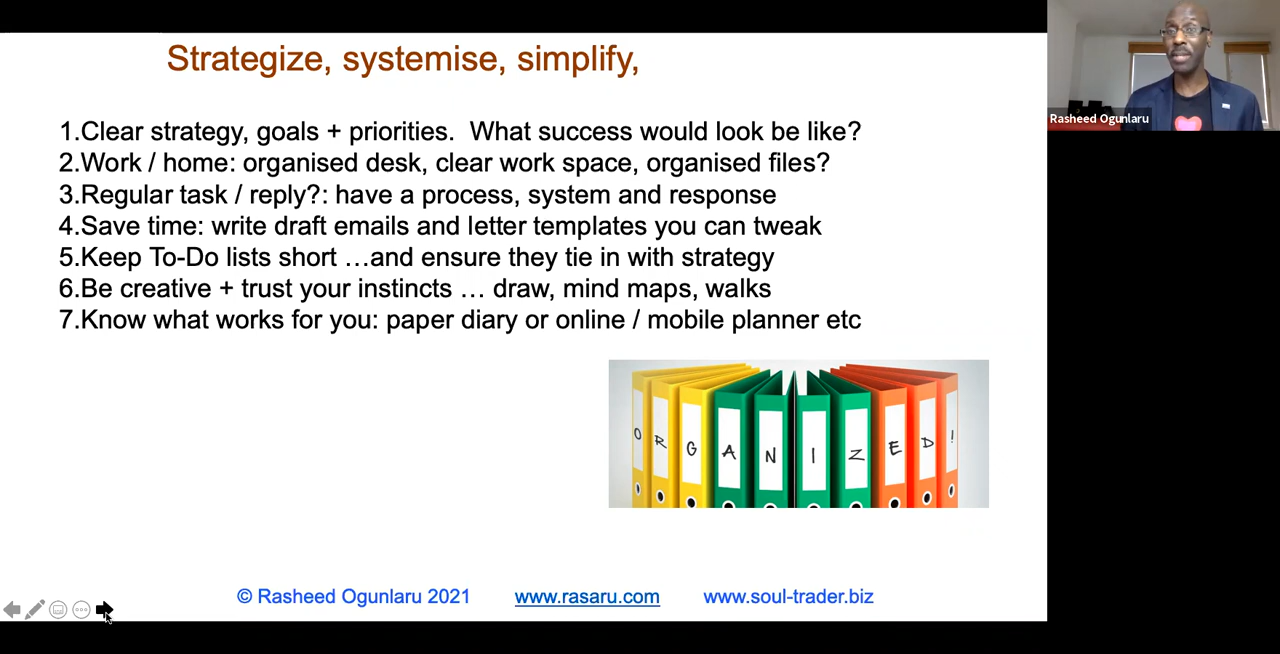 Strategize, systemise, simplify,
1.Clear strategy, goals + priorities.  What success would look be like?
2.Work / home: organised desk, clear work space, organised files?
3.Regular task / reply?: have a process, system and response
4.Save time: write draft emails and letter templates you can tweak
5.Keep To-Do lists short …and ensure they tie in with strategy
6.Be creative + trust your instincts … draw, mind maps, walks
7.Know what works for you: paper diary or online / mobile planner etc
ORGANIZED!
© Rasheed Ogunlaru 2021 www.rasaru.com www.soul-trader.biz
Rasheed Ogunlaru